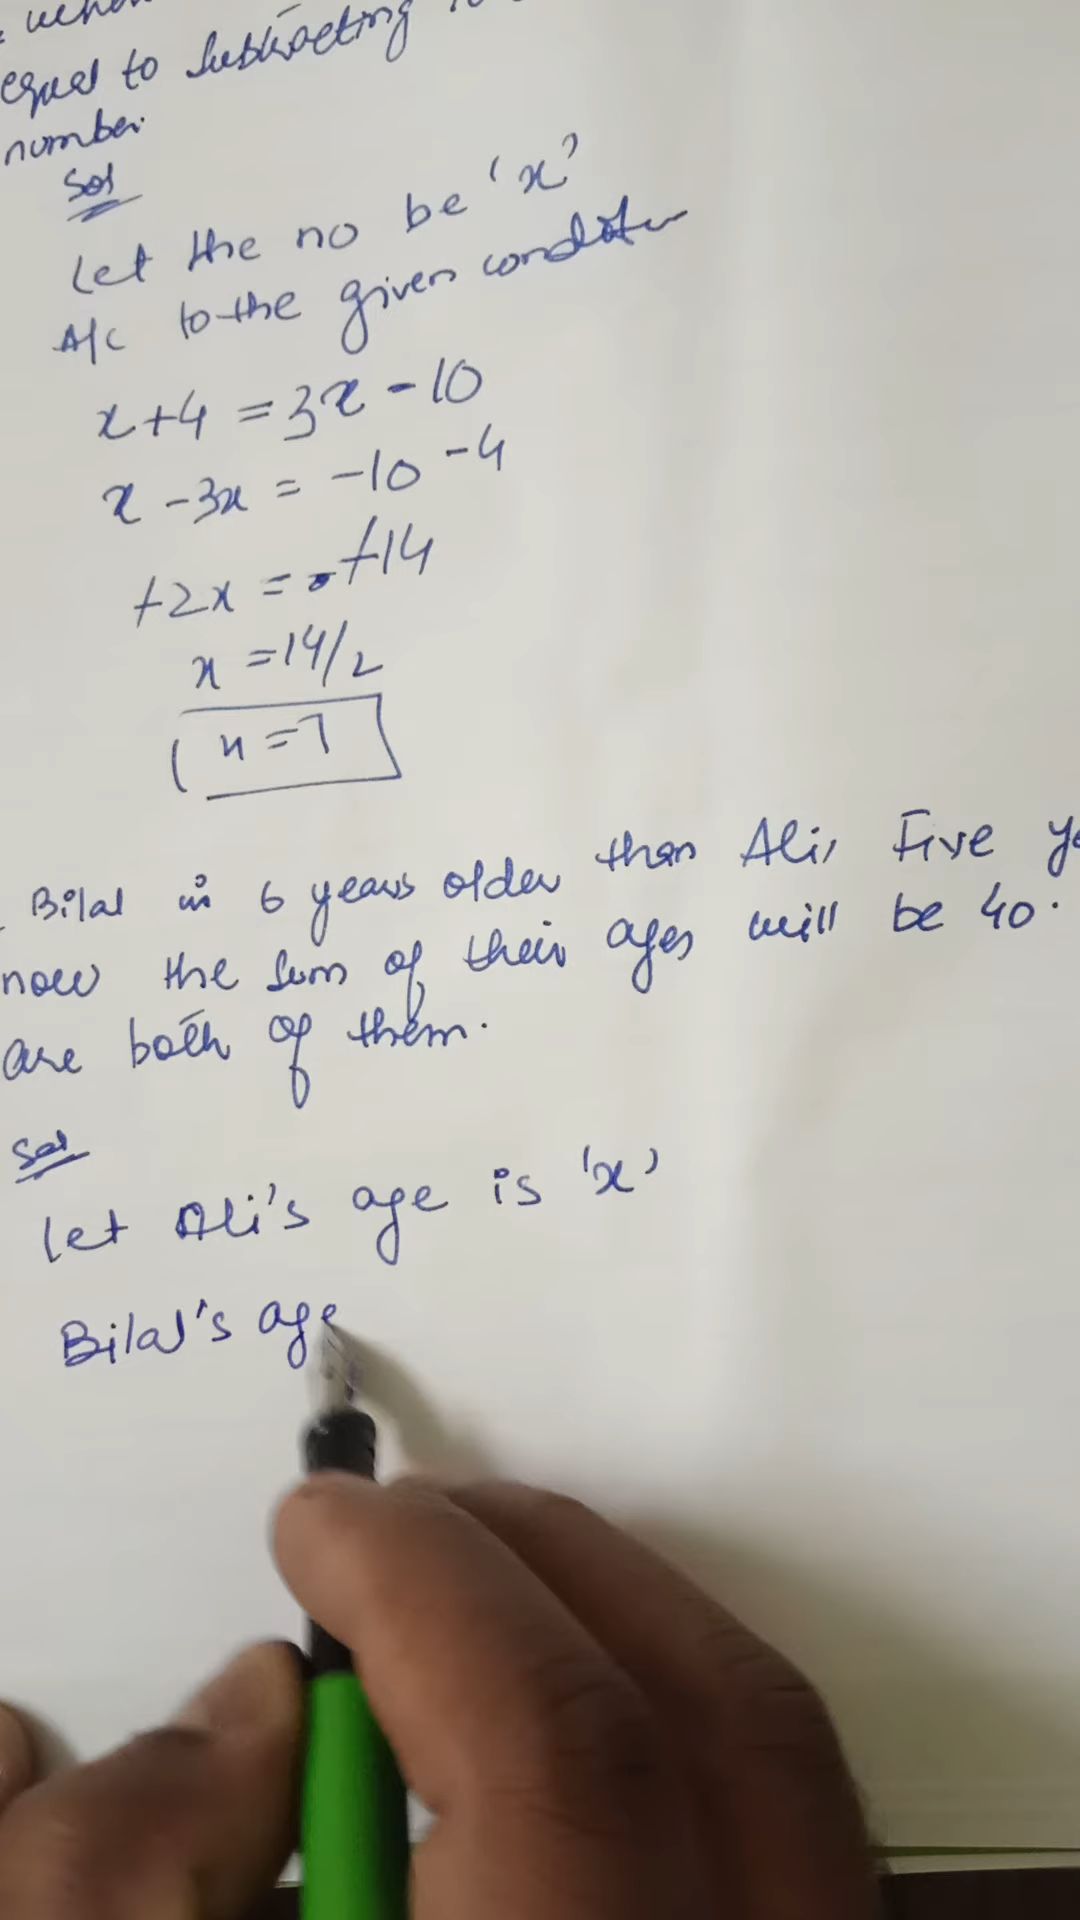 equal to subtracting
number
Sol
Let the no be 'x'
A/c to the given
x+4 = 3x - 10
x - 3x = -10 - 4
+2x = +14
x = 14/2
x = 7
Bilal is 6 years older than Ali, Five
now the sum of their ages will be 40.
are both of them.
Sol
Let Ali's age is 'x'
Bilal's age